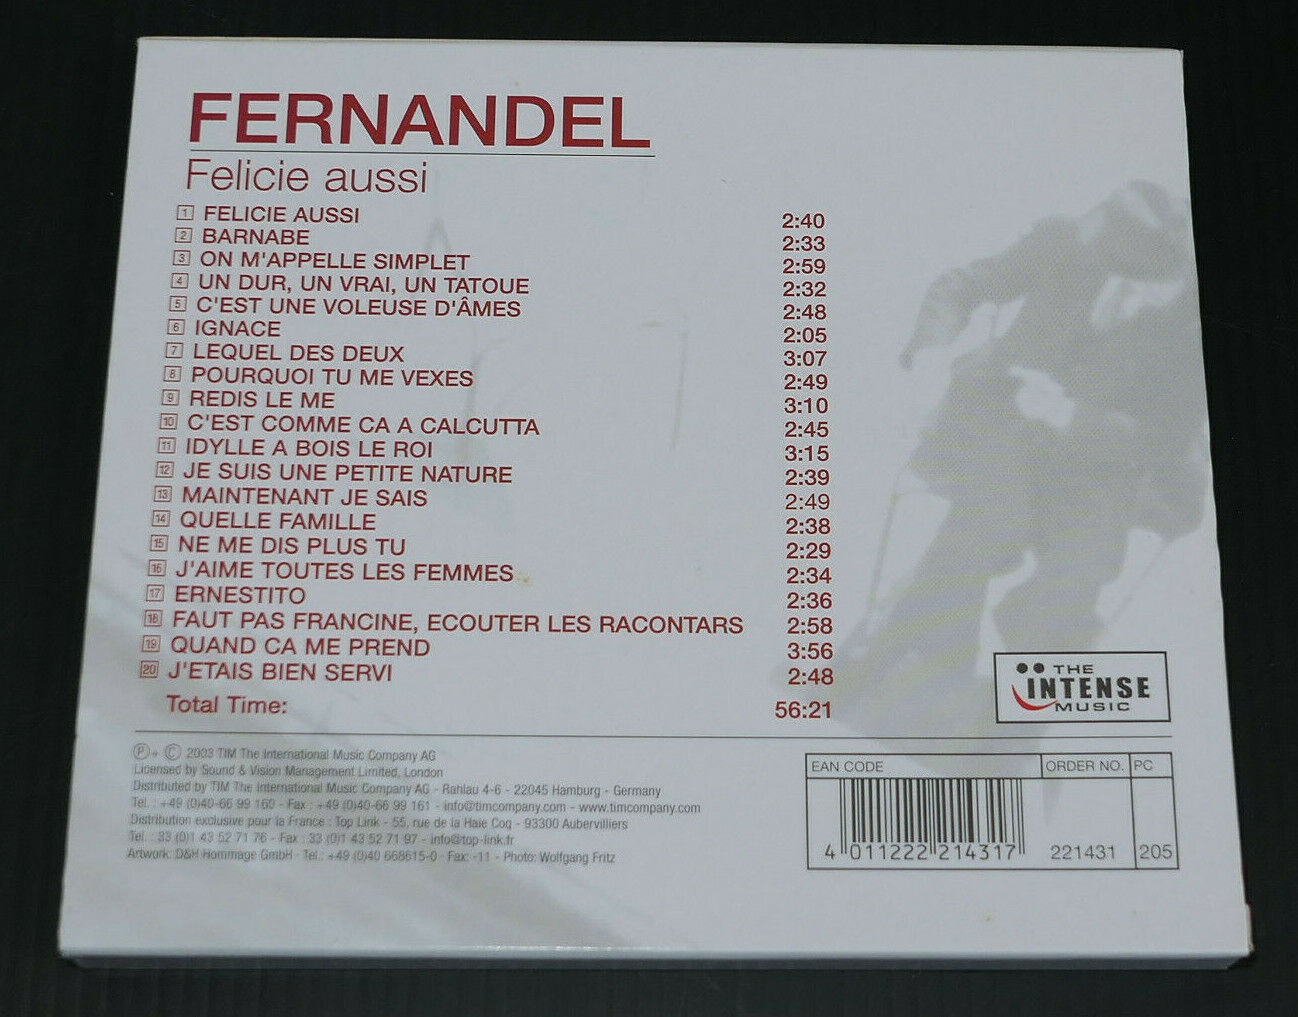 FERNANDEL
Felicie aussi
1 FELICIE AUSSI 2:40
2 BARNABE 2:33
3 ON M'APPELLE SIMPLET 2:59
4 UN DUR, UN VRAI, UN TATOUE 2:32
5 C'EST UNE VOLEUSE D'ÂMES 2:48
6 IGNACE 2:05
7 LEQUEL DES DEUX 3:07
8 POURQUOI TU ME VEXES 2:49
9 REDIS LE ME 3:10
10 C'EST COMME CA A CALCUTTA 2:45
11 IDYLLE A BOIS LE ROI 3:15
12 JE SUIS UNE PETITE NATURE 2:39
13 MAINTENANT JE SAIS 2:49
14 QUELLE FAMILLE 2:38
15 NE ME DIS PLUS TU 2:29
16 J'AIME TOUTES LES FEMMES 2:34
17 ERNESTITO 2:36
18 FAUT PAS FRANCINE, ECOUTER LES RACONTARS 2:58
19 QUAND CA ME PREND 3:56
20 J'ETAIS BIEN SERVI 2:48
Total Time: 56:21
THE
INTENSE
MUSIC
Ⓟ + © 2003 TIM The International Music Company AG
Licensed by Sound & Vision Management Limited, London
Distributed by TIM The International Music Company AG - Rahlau 4-6 - 22045 Hamburg - Germany
Tel. : +49 (0)40-66 99 160 - Fax : +49 (0)40-66 99 161 - info@timcompany.com - www.timcompany.com
Distribution exclusive pour la France : Top Link - 55, rue de la Haie Coq - 93300 Aubervilliers
Tel. : 33 (0)1 43 52 71 76 - Fax : 33 (0)1 43 52 71 97 - info@top-link.fr
Artwork: D&H Hommage GmbH - Tel.: +49 (0)40 668615-0 - Fax: -11 - Photo: Wolfgang Fritz
EAN CODE ORDER NO. PC
4 011222 214317 221431 205